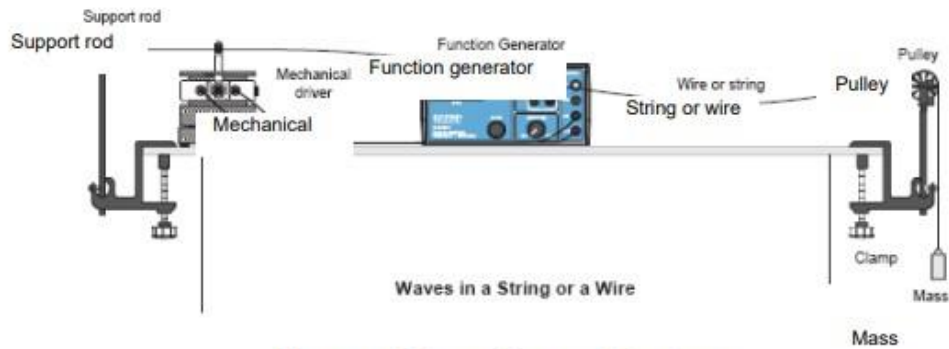 Support rod
Support rod
Function Generator
Function generator
Mechanical
driver
Mechanical
Wire or string
String or wire
Pulley
Pulley
Clamp
Mass
Waves in a String or a Wire
Mass